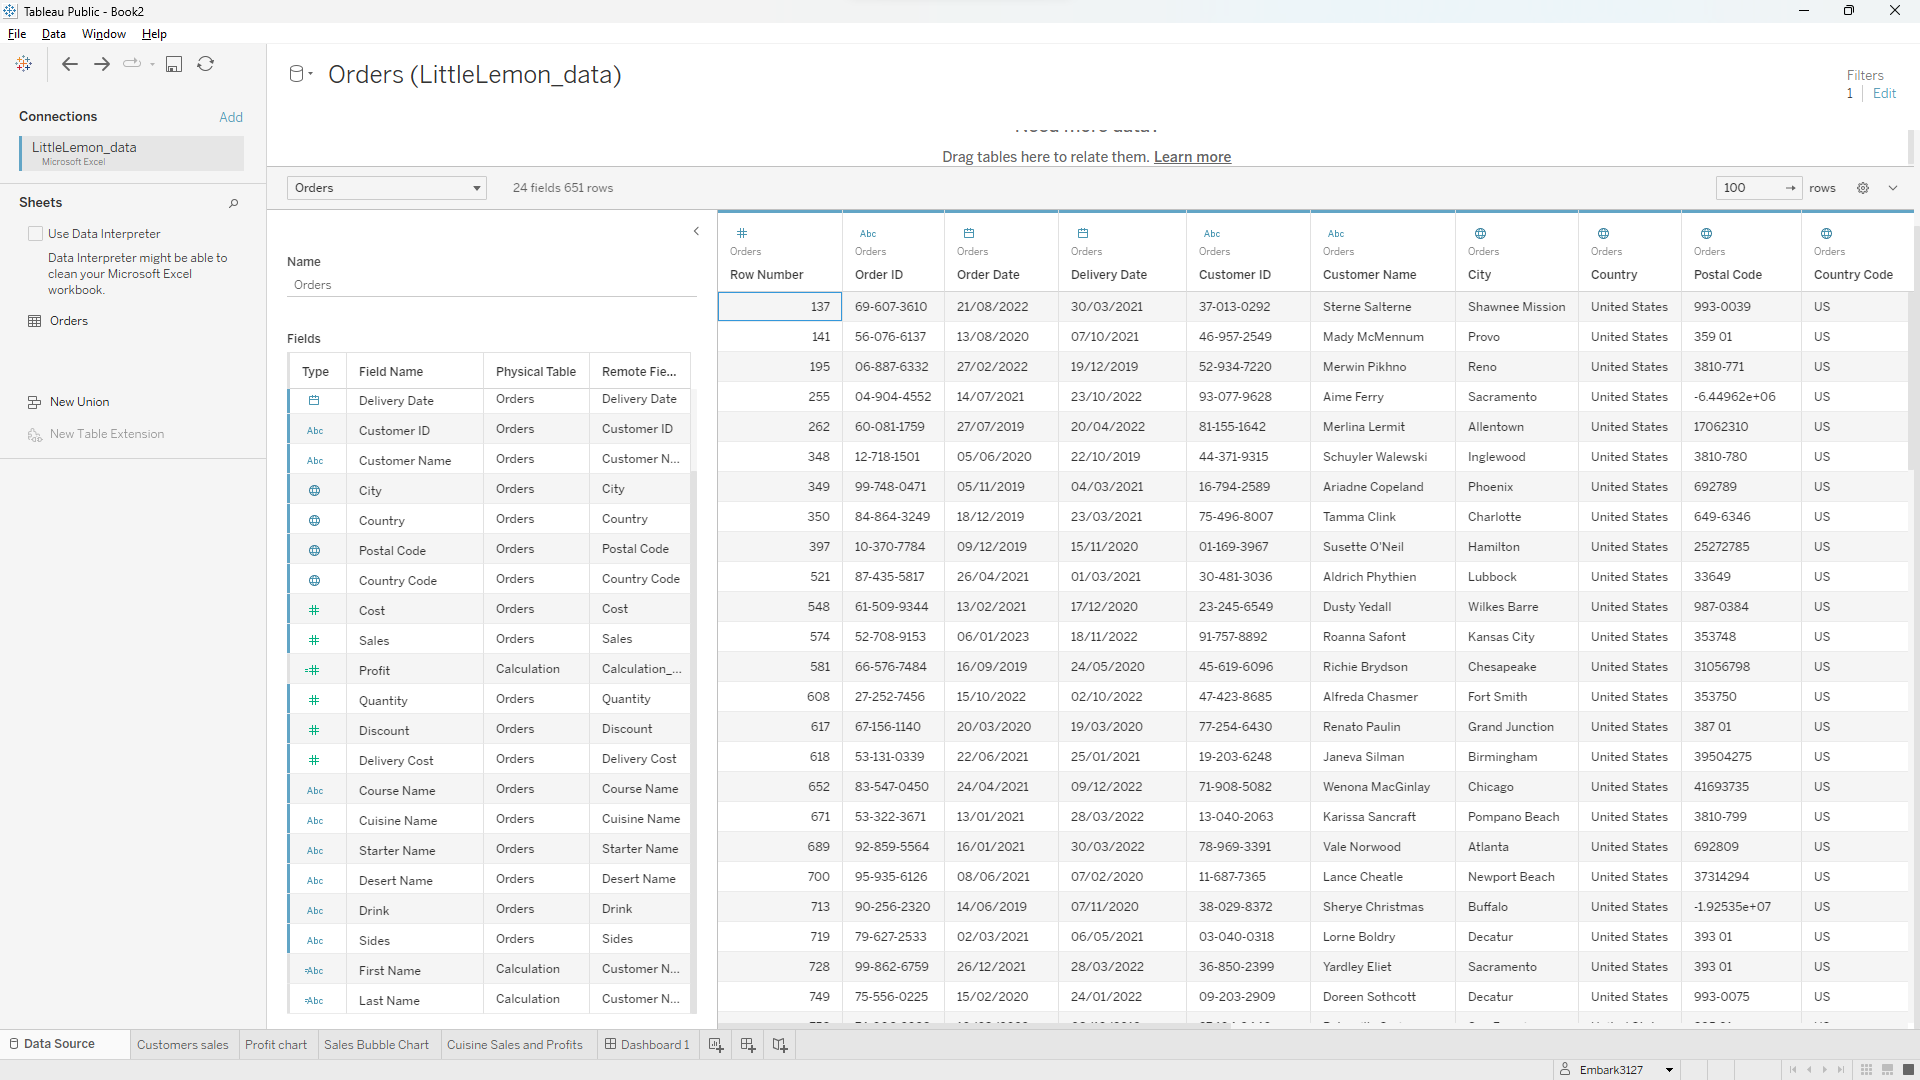 Tableau Public - Book2
File Data Window Help
Orders (LittleLemon_data)
Filters
1 Edit
Connections Add
LittleLemon_data
Microsoft Excel
Need more data?
Drag tables here to relate them. Learn more
Sheets
Use Data Interpreter
Data Interpreter might be able to
clean your Microsoft Excel
workbook.
Orders
New Union
New Table Extension
Orders 24 fields 651 rows 100 rows
Name
Orders
Fields
Type Field Name Physical Table Remote Fie...
Delivery Date Orders Delivery Date
Abc Customer ID Orders Customer ID
Abc Customer Name Orders Customer N...
City Orders City
Country Orders Country
Postal Code Orders Postal Code
Country Code Orders Country Code
# Cost Orders Cost
# Sales Orders Sales
=# Profit Calculation Calculation_...
# Quantity Orders Quantity
# Discount Orders Discount
# Delivery Cost Orders Delivery Cost
Abc Course Name Orders Course Name
Abc Cuisine Name Orders Cuisine Name
Abc Starter Name Orders Starter Name
Abc Desert Name Orders Desert Name
Abc Drink Orders Drink
Abc Sides Orders Sides
=Abc First Name Calculation Customer N...
=Abc Last Name Calculation Customer N...
# Abc Abc Abc
Orders Orders Orders Orders Orders Orders Orders Orders Orders Orders
Row Number Order ID Order Date Delivery Date Customer ID Customer Name City Country Postal Code Country Code
137 69-607-3610 21/08/2022 30/03/2021 37-013-0292 Sterne Salterne Shawnee Mission United States 993-0039 US
141 56-076-6137 13/08/2020 07/10/2021 46-957-2549 Mady McMennum Provo United States 359 01 US
195 06-887-6332 27/02/2022 19/12/2019 52-934-7220 Merwin Pikhno Reno United States 3810-771 US
255 04-904-4552 14/07/2021 23/10/2022 93-077-9628 Aime Ferry Sacramento United States -6.44962e+06 US
262 60-081-1759 27/07/2019 20/04/2022 81-155-1642 Merlina Lermit Allentown United States 17062310 US
348 12-718-1501 05/06/2020 22/10/2019 44-371-9315 Schuyler Walewski Inglewood United States 3810-780 US
349 99-748-0471 05/11/2019 04/03/2021 16-794-2589 Ariadne Copeland Phoenix United States 692789 US
350 84-864-3249 18/12/2019 23/03/2021 75-496-8007 Tamma Clink Charlotte United States 649-6346 US
397 10-370-7784 09/12/2019 15/11/2020 01-169-3967 Susette O'Neil Hamilton United States 25272785 US
521 87-435-5817 26/04/2021 01/03/2021 30-481-3036 Aldrich Phythien Lubbock United States 33649 US
548 61-509-9344 13/02/2021 17/12/2020 23-245-6549 Dusty Yedall Wilkes Barre United States 987-0384 US
574 52-708-9153 06/01/2023 18/11/2022 91-757-8892 Roanna Safont Kansas City United States 353748 US
581 66-576-7484 16/09/2019 24/05/2020 45-619-6096 Richie Brydson Chesapeake United States 31056798 US
608 27-252-7456 15/10/2022 02/10/2022 47-423-8685 Alfreda Chasmer Fort Smith United States 353750 US
617 67-156-1140 20/03/2020 19/03/2020 77-254-6430 Renato Paulin Grand Junction United States 387 01 US
618 53-131-0339 22/06/2021 25/01/2021 19-203-6248 Janeva Silman Birmingham United States 39504275 US
652 83-547-0450 24/04/2021 09/12/2022 71-908-5082 Wenona MacGinlay Chicago United States 41693735 US
671 53-322-3671 13/01/2021 28/03/2022 13-040-2063 Karissa Sancraft Pompano Beach United States 3810-799 US
689 92-859-5564 16/01/2021 30/03/2022 78-969-3391 Vale Norwood Atlanta United States 692809 US
700 95-935-6126 08/06/2021 07/02/2020 11-687-7365 Lance Cheatle Newport Beach United States 37314294 US
713 90-256-2320 14/06/2019 07/11/2020 38-029-8372 Sherye Christmas Buffalo United States -1.92535e+07 US
719 79-627-2533 02/03/2021 06/05/2021 03-040-0318 Lorne Boldry Decatur United States 393 01 US
728 99-862-6759 26/12/2021 28/03/2022 36-850-2399 Yardley Eliet Sacramento United States 393 01 US
749 75-556-0225 15/02/2020 24/01/2022 09-203-2909 Doreen Sothcott Decatur United States 993-0075 US
Data Source Customers sales Profit chart Sales Bubble Chart Cuisine Sales and Profits Dashboard 1
Embark3127